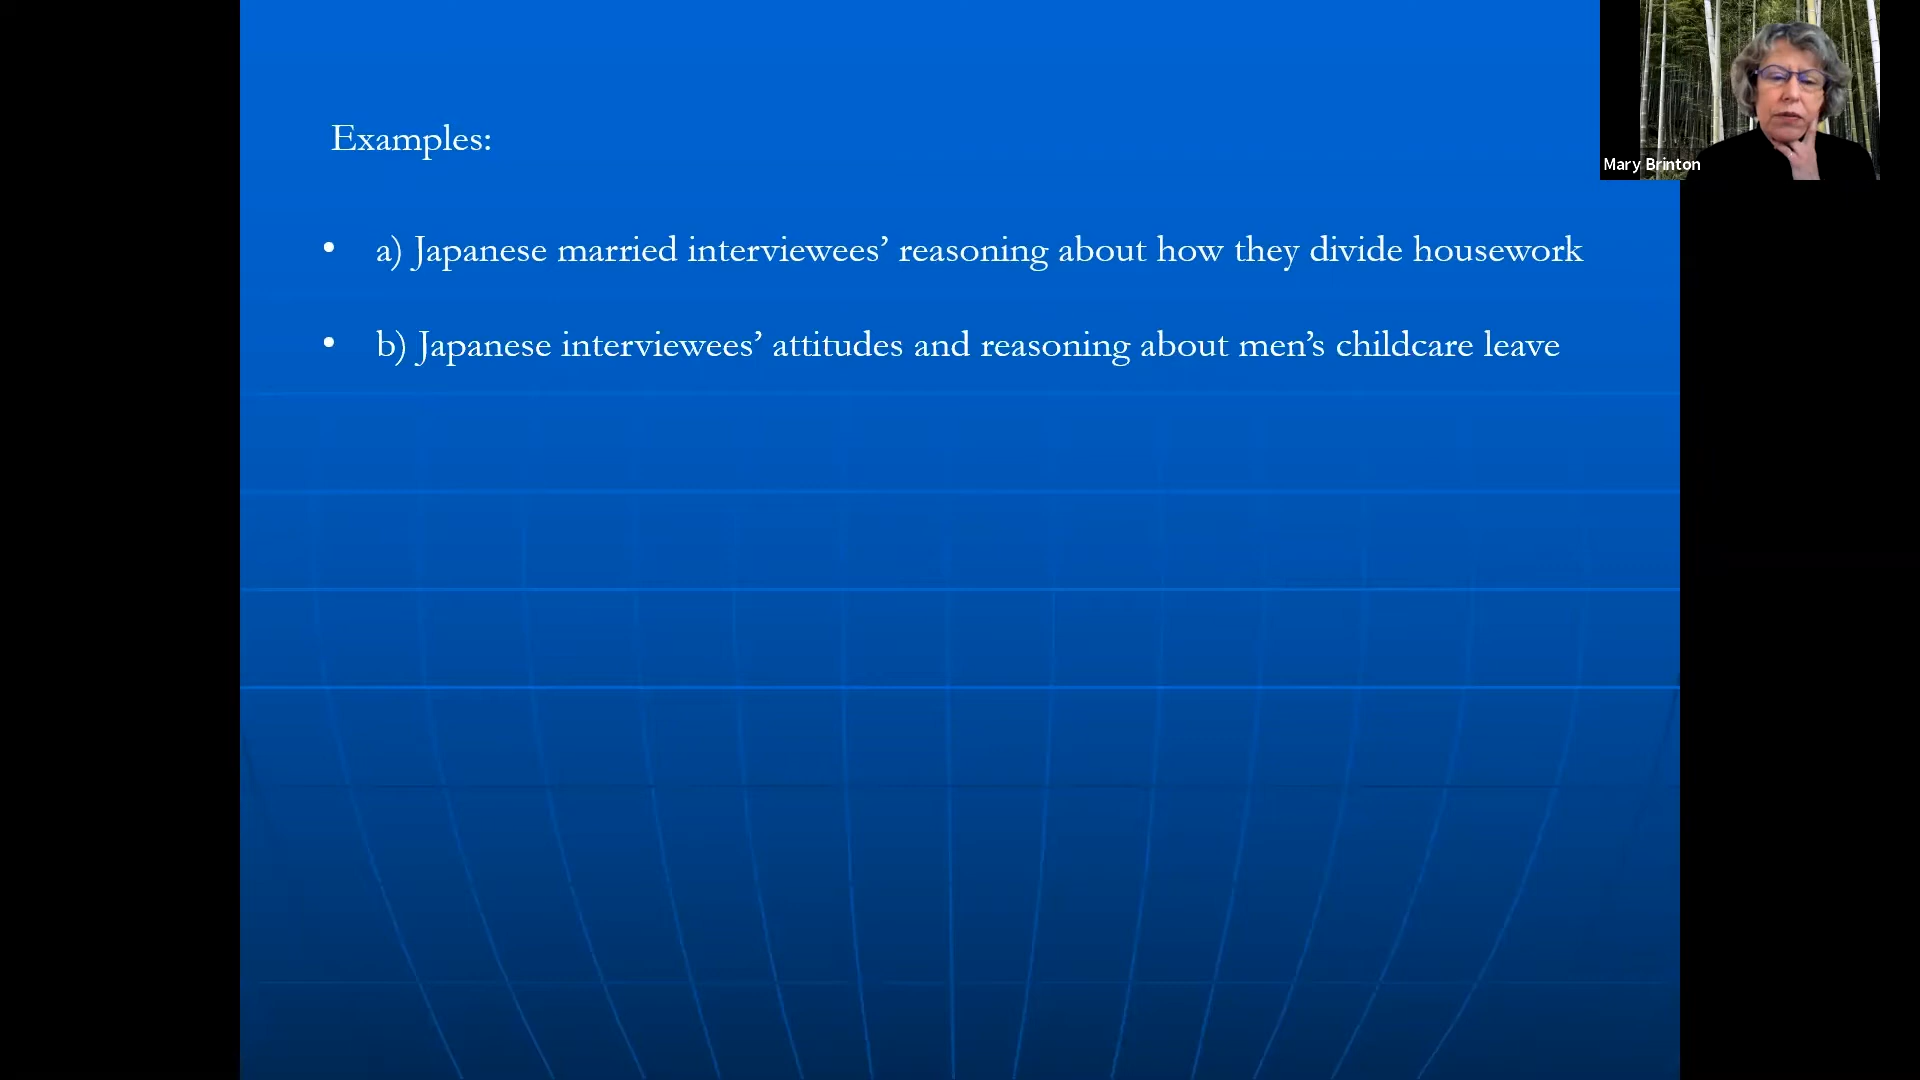 Examples:
• a) Japanese married interviewees’ reasoning about how they divide housework
• b) Japanese interviewees’ attitudes and reasoning about men’s childcare leave
Mary Brinton